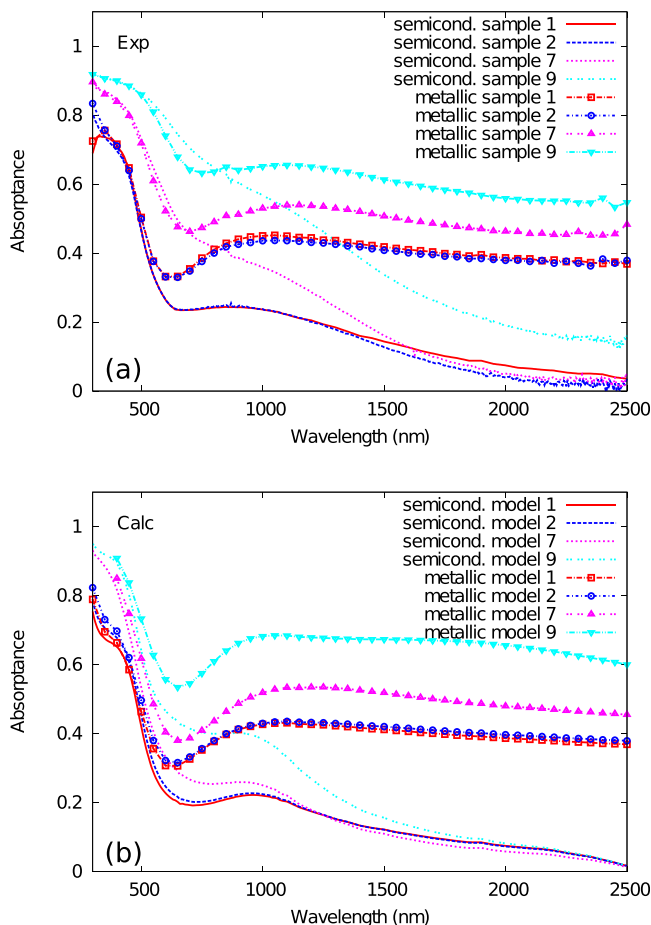 semicond. sample 1
1
Exp
semicond. sample 2
semicond. sample 7
semicond. sample 9
metallic sample 1
0.8
metallic sample 2
metallic sample 7
metallic sample 9
0.6
Absorptance
0.4
0.2
(a)
0
500 1000 1500 2000 2500
Wavelength (nm)
semicond. model 1
1
Calc
semicond. model 2
semicond. model 7
semicond. model 9
metallic model 1
0.8
metallic model 2
metallic model 7
metallic model 9
0.6
Absorptance
0.4
0.2
(b)
0
500 1000 1500 2000 2500
Wavelength (nm)